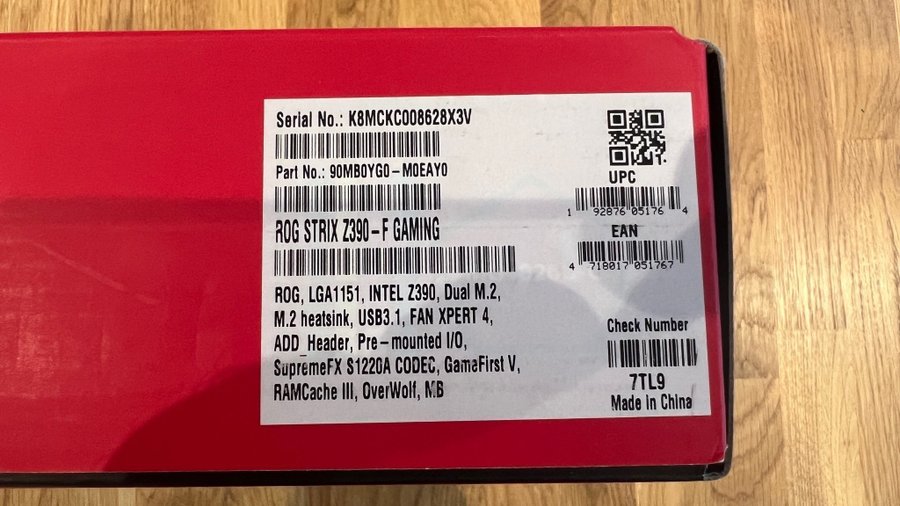 Serial No.: K8MCKC008628X3V
Part No.: 90MB0YG0-M0EAY0
ROG STRIX Z390-F GAMING
ROG, LGA1151, INTEL Z390, Dual M.2,
M.2 heatsink, USB3.1, FAN XPERT 4,
ADD_Header, Pre-mounted I/O,
SupremeFX S1220A CODEC, GameFirst V,
RAMCache III, OverWolf, MB
UPC
1 92876 05176 4
EAN
4 718017 051767
Check Number
7TL9
Made in China